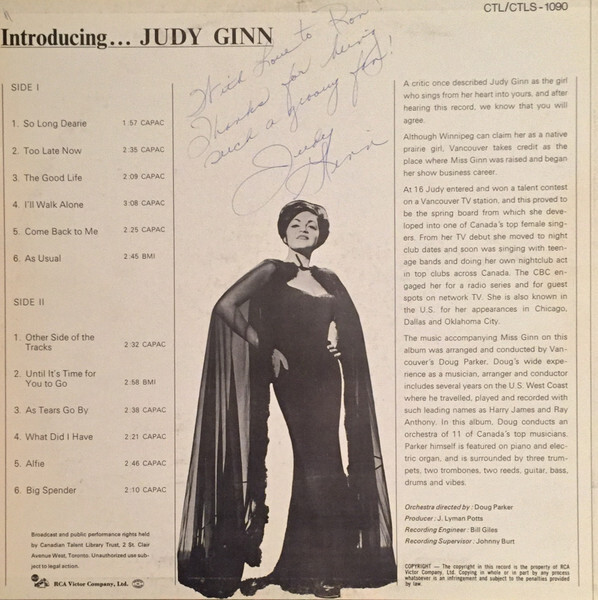 CTL/CTLS-1090
Introducing... JUDY GINN
With Love to Ron!
Thanks for being
such a groovy fan!
Judy
Ginn
SIDE I
1. So Long Dearie 1:57 CAPAC
2. Too Late Now 2:35 CAPAC
3. The Good Life 2:09 CAPAC
4. I'll Walk Alone 3:08 CAPAC
5. Come Back to Me 2:25 CAPAC
6. As Usual 2:45 BMI
SIDE II
1. Other Side of the
Tracks 2:32 CAPAC
2. Until It's Time for
You to Go 2:58 BMI
3. As Tears Go By 2:38 CAPAC
4. What Did I Have 2:21 CAPAC
5. Alfie 2:46 CAPAC
6. Big Spender 2:10 CAPAC
Broadcast and public performance rights held
by Canadian Talent Library Trust, 2 St. Clair
Avenue West, Toronto. Unauthorized use sub-
ject to legal action.
RCA Victor Company, Ltd.
A critic once described Judy Ginn as the girl
who sings from her heart into yours, and after
hearing this record, we know that you will
agree.
Although Winnipeg can claim her as a native
prairie girl, Vancouver takes credit as the
place where Miss Ginn was raised and began
her show business career.
At 16 Judy entered and won a talent contest
on a Vancouver TV station, and this proved to
be the spring board from which she deve-
loped into one of Canada's top female sing-
ers. From her TV debut she moved to night
club dates and soon was singing with teen-
age bands and doing her own nightclub act
in top clubs across Canada. The CBC en-
gaged her for a radio series and for guest
spots on network TV. She is also known in
the U.S. for her appearances in Chicago,
Dallas and Oklahoma City.
The music accompanying Miss Ginn on this
album was arranged and conducted by Van-
couver's Doug Parker. Doug's wide expe-
rience as a musician, arranger and conductor
includes several years on the U.S. West Coast
where he travelled, played and recorded with
such leading names as Harry James and Ray
Anthony. In this album, Doug conducts an
orchestra of 11 of Canada's top musicians.
Parker himself is featured on piano and elec-
tric organ, and is surrounded by three trum-
pets, two trombones, two reeds, guitar, bass,
drums and vibes.
Orchestra directed by: Doug Parker
Producer: J. Lyman Potts
Recording Engineer: Bill Giles
Recording Supervisor: Johnny Burt
COPYRIGHT — The copyright in this record is the property of RCA
Victor Company, Ltd. Copying in whole or in part by any process
whatsoever is an infringement and subject to the penalties provided
by law.